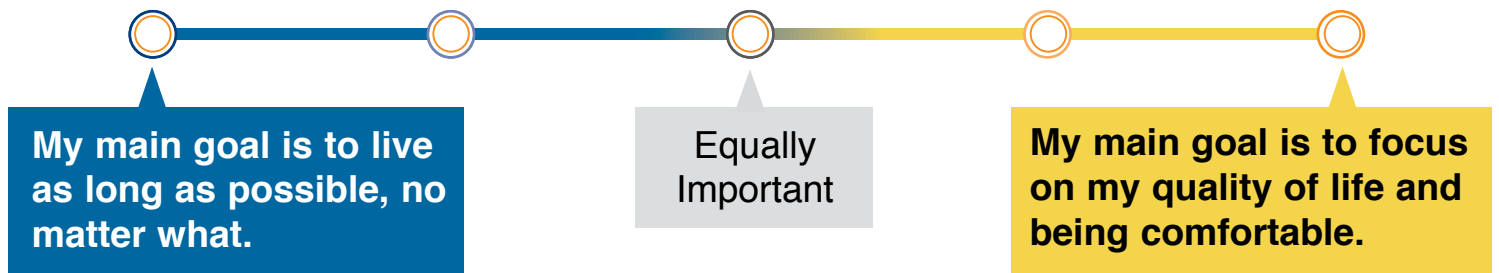 My main goal is to live
as long as possible, no
matter what.
Equally
Important
My main goal is to focus
on my quality of life and
being comfortable.